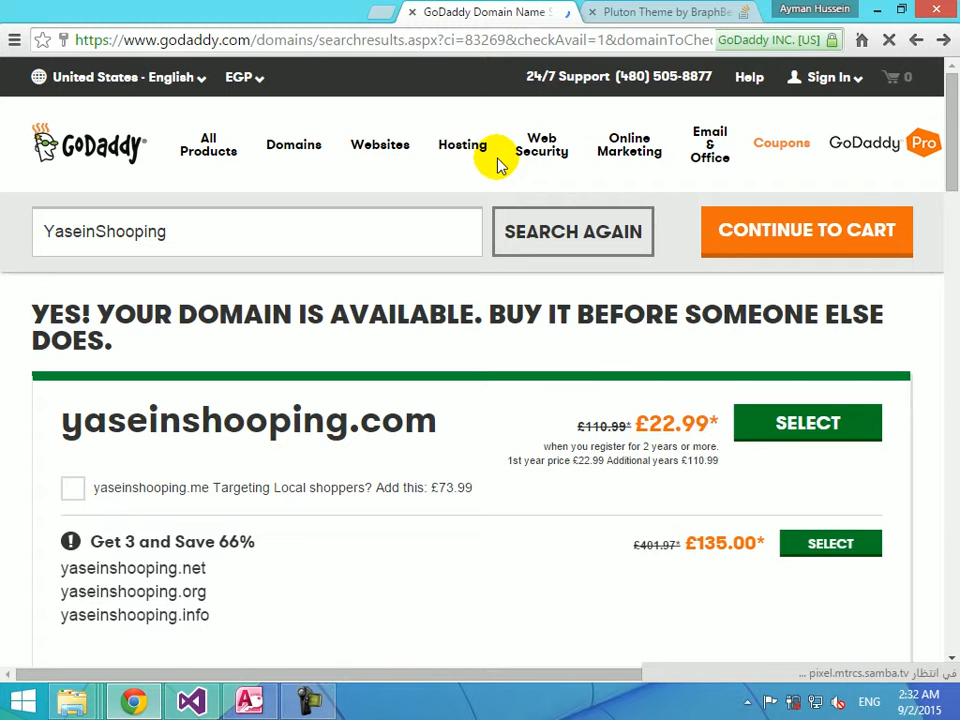 GoDaddy Domain Name S
Pluton Theme by BraphBe
Ayman Hussein
https://www.godaddy.com/domains/searchresults.aspx?ci=83269&checkAvail=1&domainToChec
GoDaddy INC. [US]
United States - English
EGP
24/7 Support (480) 505-8877
Help
Sign In
0
GoDaddy
All Products
Domains
Websites
Hosting
Web Security
Online Marketing
Email & Office
Coupons
GoDaddy Pro
YaseinShooping
SEARCH AGAIN
CONTINUE TO CART
YES! YOUR DOMAIN IS AVAILABLE. BUY IT BEFORE SOMEONE ELSE
DOES.
yaseinshooping.com
£110.99* £22.99*
SELECT
when you register for 2 years or more.
1st year price £22.99 Additional years £110.99
yaseinshooping.me Targeting Local shoppers? Add this: £73.99
Get 3 and Save 66%
£401.97* £135.00*
SELECT
yaseinshooping.net
yaseinshooping.org
yaseinshooping.info
في انتظار pixel.mtrcs.samba.tv ...
ENG
2:32 AM
9/2/2015